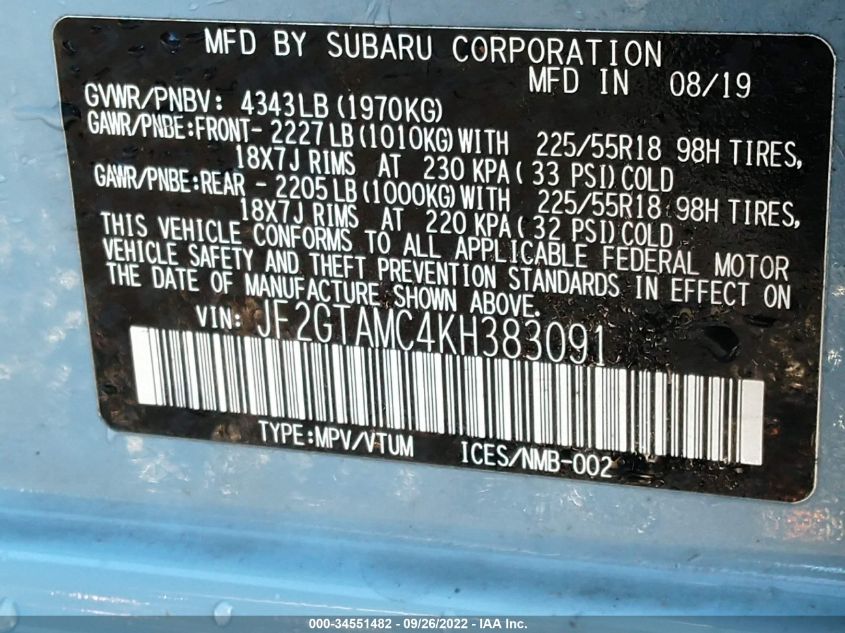 MFD BY SUBARU CORPORATION
MFD IN 08/19
GVWR/PNBV: 4343LB (1970KG)
GAWR/PNBE:FRONT- 2227 LB (1010KG) WITH 225/55R18 98H TIRES,
18X7J RIMS AT 230 KPA ( 33 PSI) COLD
GAWR/PNBE:REAR - 2205 LB (1000KG) WITH 225/55R18 98H TIRES,
18X7J RIMS AT 220 KPA ( 32 PSI) COLD
THIS VEHICLE CONFORMS TO ALL APPLICABLE FEDERAL MOTOR
VEHICLE SAFETY AND THEFT PREVENTION STANDARDS IN EFFECT ON
THE DATE OF MANUFACTURE SHOWN ABOVE.
VIN: JF2GTAMC4KH383091
TYPE:MPV/VTUM ICES/NMB-002
000-34551482 - 09/26/2022 - IAA Inc.